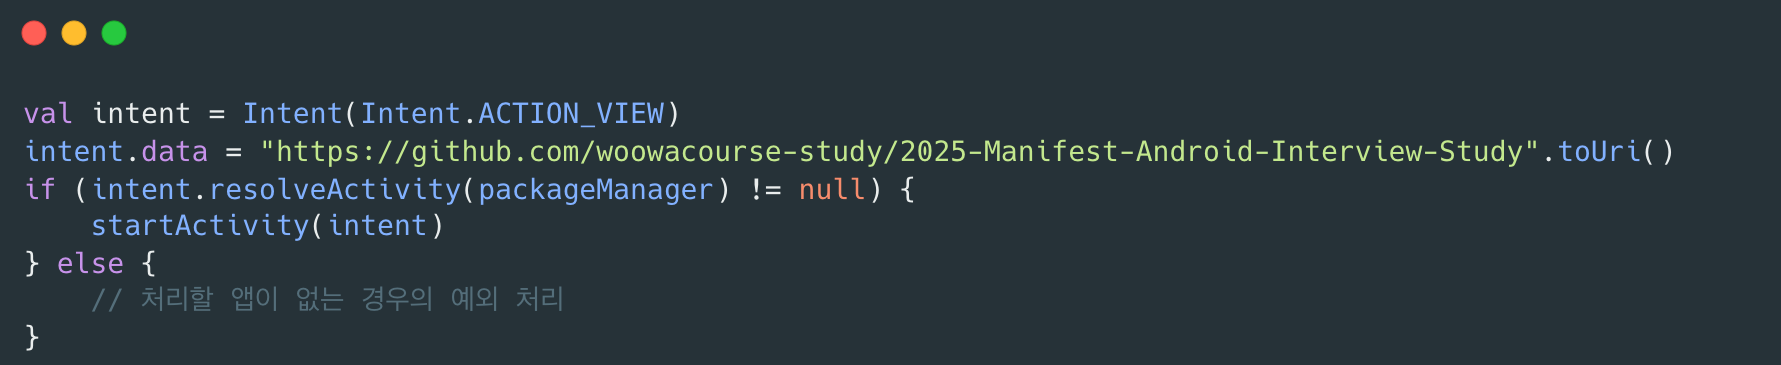 val intent = Intent(Intent.ACTION_VIEW)
intent.data = "https://github.com/woowacourse-study/2025-Manifest-Android-Interview-Study".toUri()
if (intent.resolveActivity(packageManager) != null) {
    startActivity(intent)
} else {
    // 처리할 앱이 없는 경우의 예외 처리
}